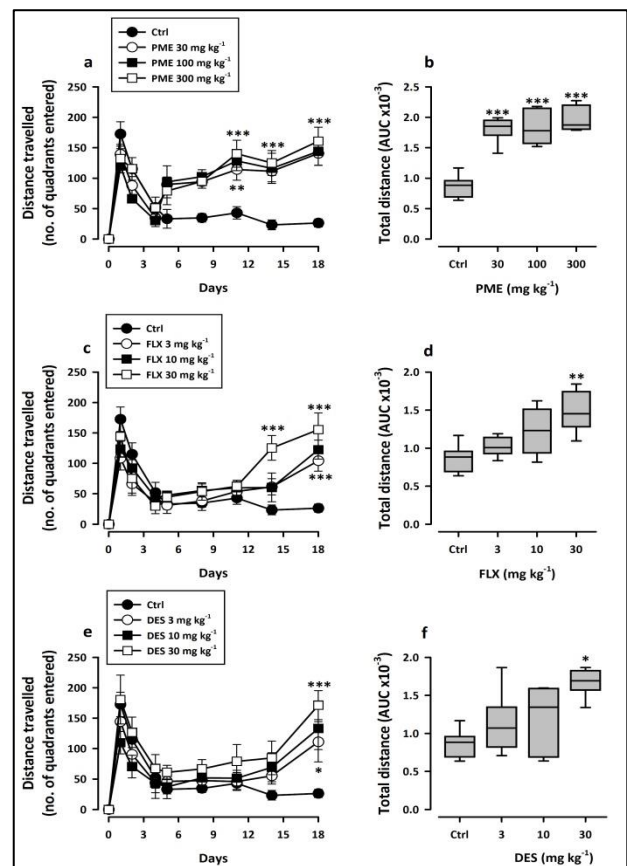 Ctrl
PME 30 mg kg⁻¹
PME 100 mg kg⁻¹
PME 300 mg kg⁻¹
a
Distance travelled
(no. of quadrants entered)
250
200
150
100
50
0
***
***
***
**
0 3 6 9 12 15 18
Days
b
Total distance (AUC x10⁻³)
2.0
1.5
1.0
0.5
0.0
*** *** ***
Ctrl 30 100 300
PME (mg kg⁻¹)
Ctrl
FLX 3 mg kg⁻¹
FLX 10 mg kg⁻¹
FLX 30 mg kg⁻¹
c
Distance travelled
(no. of quadrants entered)
250
200
150
100
50
0
***
***
***
0 3 6 9 12 15 18
Days
d
Total distance (AUC x10⁻³)
2.0
1.5
1.0
0.5
0.0
**
Ctrl 3 10 30
FLX (mg kg⁻¹)
Ctrl
DES 3 mg kg⁻¹
DES 10 mg kg⁻¹
DES 30 mg kg⁻¹
e
Distance travelled
(no. of quadrants entered)
250
200
150
100
50
0
***
*
0 3 6 9 12 15 18
Days
f
Total distance (AUC x10⁻³)
2.0
1.5
1.0
0.5
0.0
*
Ctrl 3 10 30
DES (mg kg⁻¹)